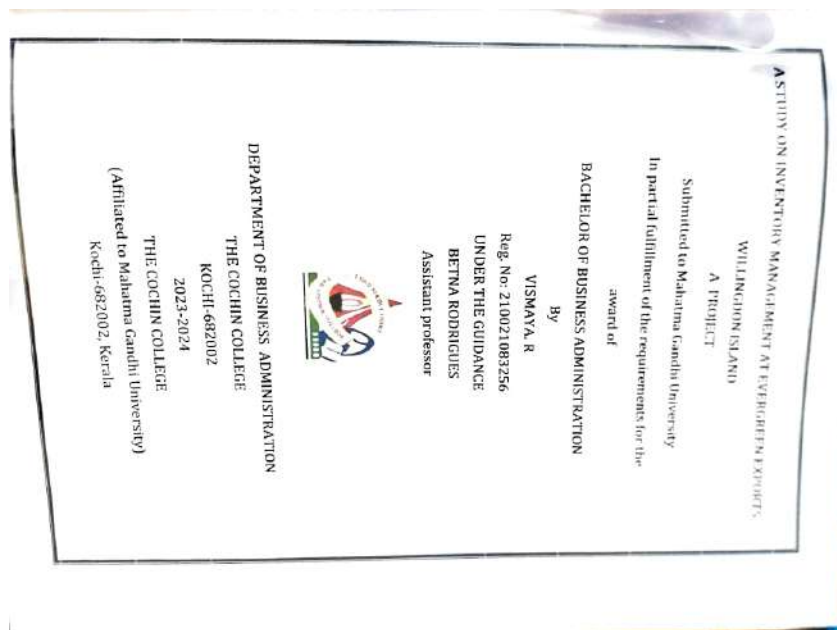 A STUDY ON INVENTORY MANAGEMENT AT EVERGREEN EXPORTS
WILLINGDON ISLAND
A PROJECT
Submitted to Mahatma Gandhi University
In partial fulfillment of the requirements for the
award of
BACHELOR OF BUSINESS ADMINISTRATION
By
VISMAYA. R
Reg. No: 210021083256
UNDER THE GUIDANCE
BETNA RODRIGUES
Assistant professor
DEPARTMENT OF BUSINESS ADMINISTRATION
THE COCHIN COLLEGE
KOCHI-682002
2023-2024
THE COCHIN COLLEGE
(Affiliated to Mahatma Gandhi University)
Kochi-682002, Kerala